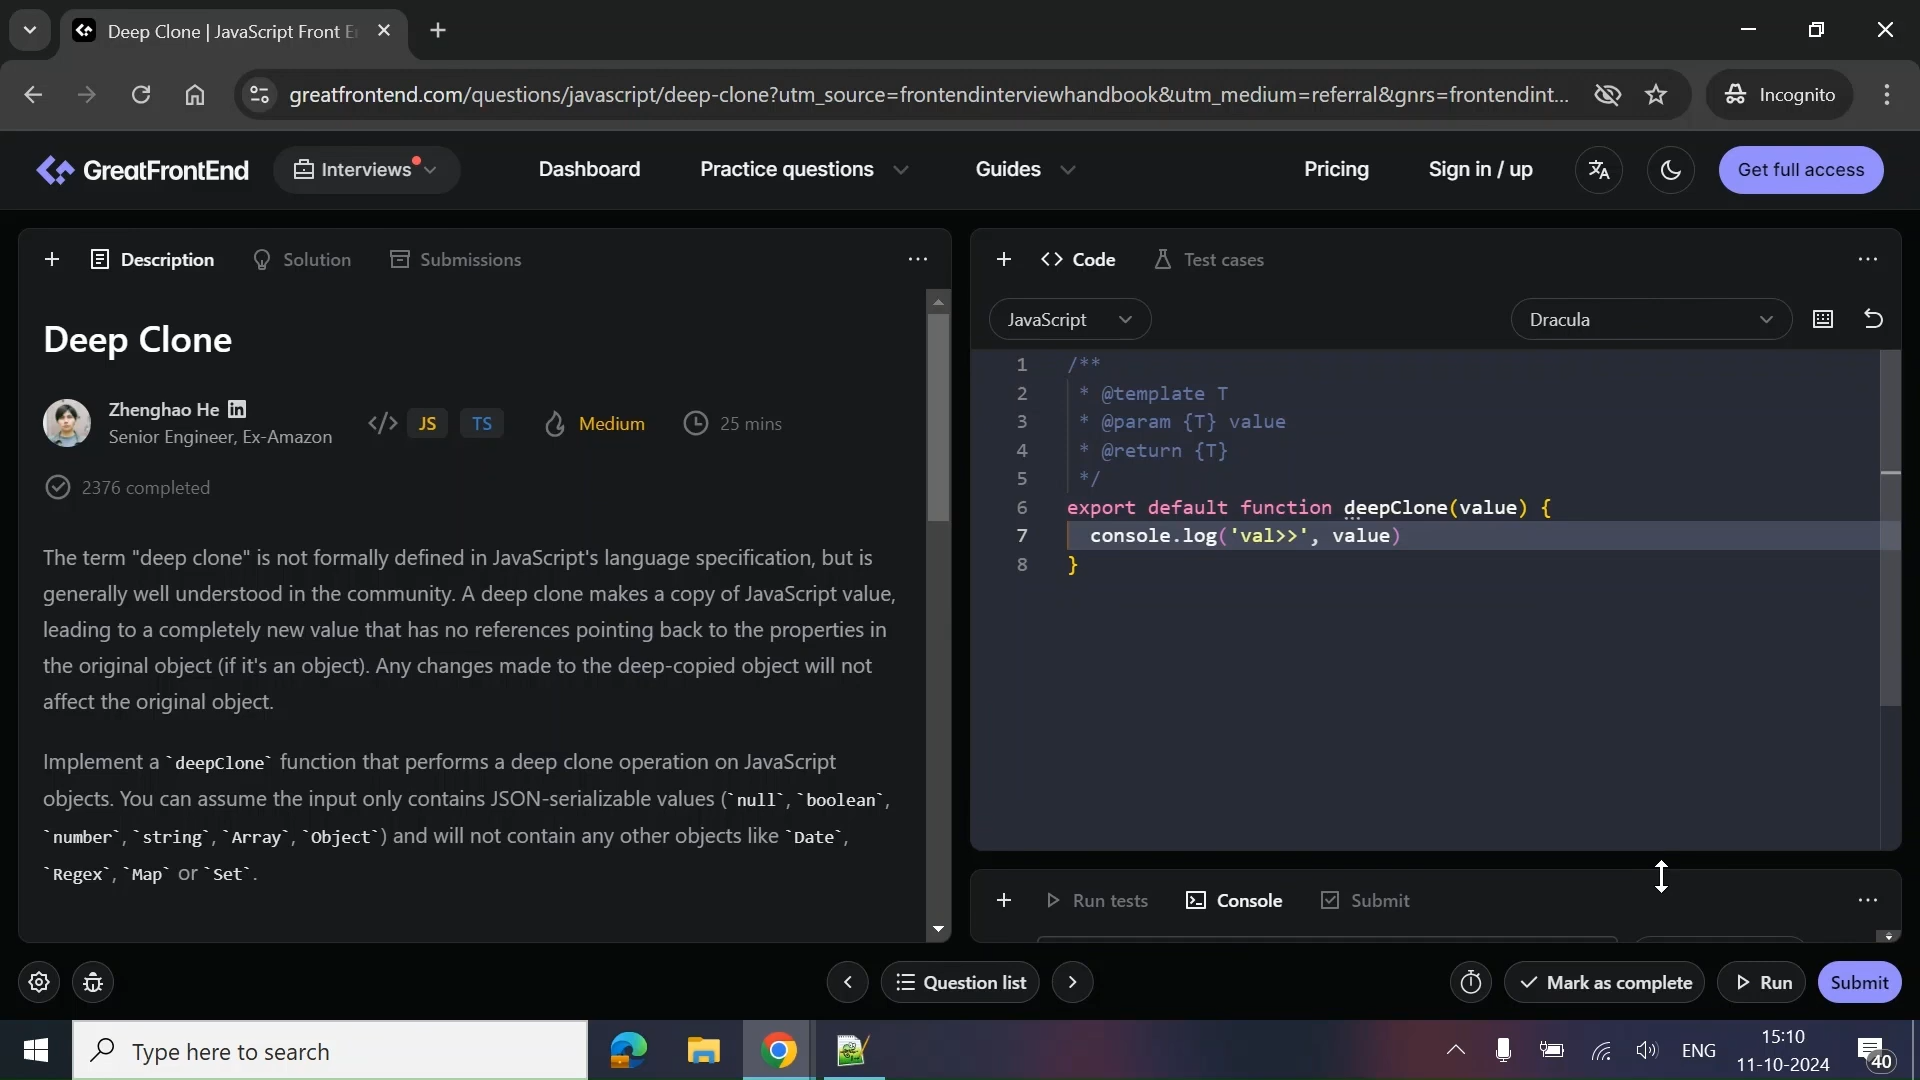 Deep Clone | JavaScript Front E
greatfrontend.com/questions/javascript/deep-clone?utm_source=frontendinterviewhandbook&utm_medium=referral&gnrs=frontendint...
Incognito
GreatFrontEnd
Interviews
Dashboard
Practice questions
Guides
Pricing
Sign in / up
Get full access
Description
Solution
Submissions
Deep Clone
Zhenghao He
Senior Engineer, Ex-Amazon
JS
TS
Medium
25 mins
2376 completed
The term "deep clone" is not formally defined in JavaScript's language specification, but is
generally well understood in the community. A deep clone makes a copy of JavaScript value,
leading to a completely new value that has no references pointing back to the properties in
the original object (if it's an object). Any changes made to the deep-copied object will not
affect the original object.
Implement a `deepClone` function that performs a deep clone operation on JavaScript
objects. You can assume the input only contains JSON-serializable values (`null`, `boolean`,
`number`, `string`, `Array`, `Object`) and will not contain any other objects like `Date`,
`Regex`, `Map` or `Set`.
Code
Test cases
JavaScript
Dracula
1 /**
2 * @template T
3 * @param {T} value
4 * @return {T}
5 */
6 export default function deepClone(value) {
7 console.log('val>>', value)
8 }
Run tests
Console
Submit
Question list
Mark as complete
Run
Submit
Type here to search
ENG
15:10
11-10-2024
40